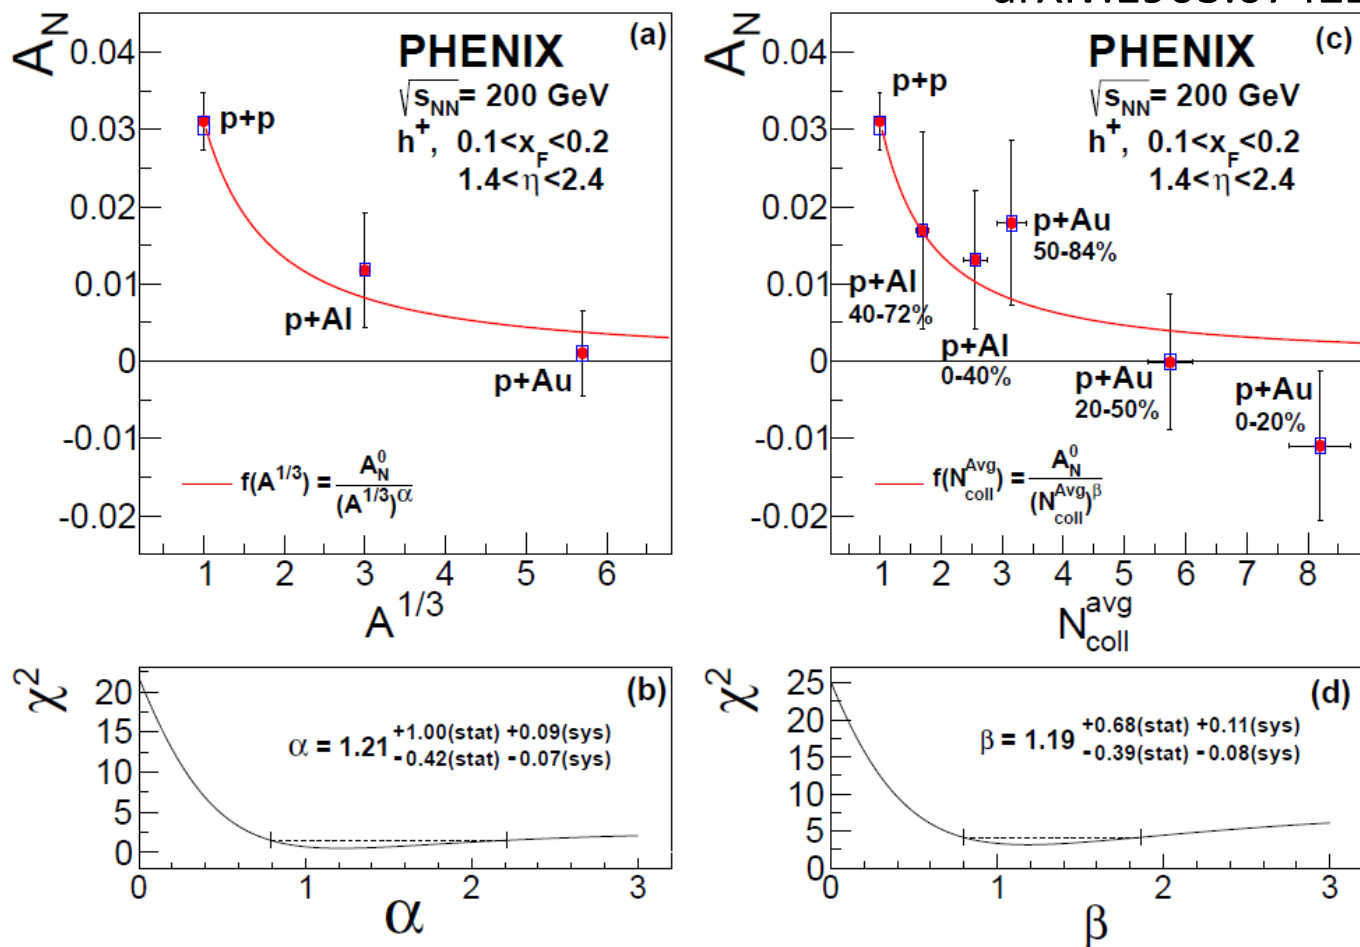 A_N
0.04
0.03
0.02
0.01
0
-0.01
-0.02
(a)
PHENIX
√s_NN = 200 GeV
h⁺, 0.1<x_F<0.2
1.4<η<2.4
p+p
p+Al
p+Au
f(A^{1/3}) = A_N^0 / (A^{1/3})^α
1 2 3 4 5 6
A^{1/3}
A_N
0.04
0.03
0.02
0.01
0
-0.01
-0.02
(c)
PHENIX
√s_NN = 200 GeV
h⁺, 0.1<x_F<0.2
1.4<η<2.4
p+p
p+Au
50-84%
p+Al
40-72%
p+Al
0-40%
p+Au
20-50%
p+Au
0-20%
f(N_coll^Avg) = A_N^0 / (N_coll^Avg)^β
1 2 3 4 5 6 7 8
N_coll^avg
χ²
20
15
10
5
0
(b)
α = 1.21 +1.00(stat) +0.09(sys)
-0.42(stat) -0.07(sys)
0 1 2 3
α
χ²
25
20
15
10
5
0
(d)
β = 1.19 +0.68(stat) +0.11(sys)
-0.39(stat) -0.08(sys)
0 1 2 3
β